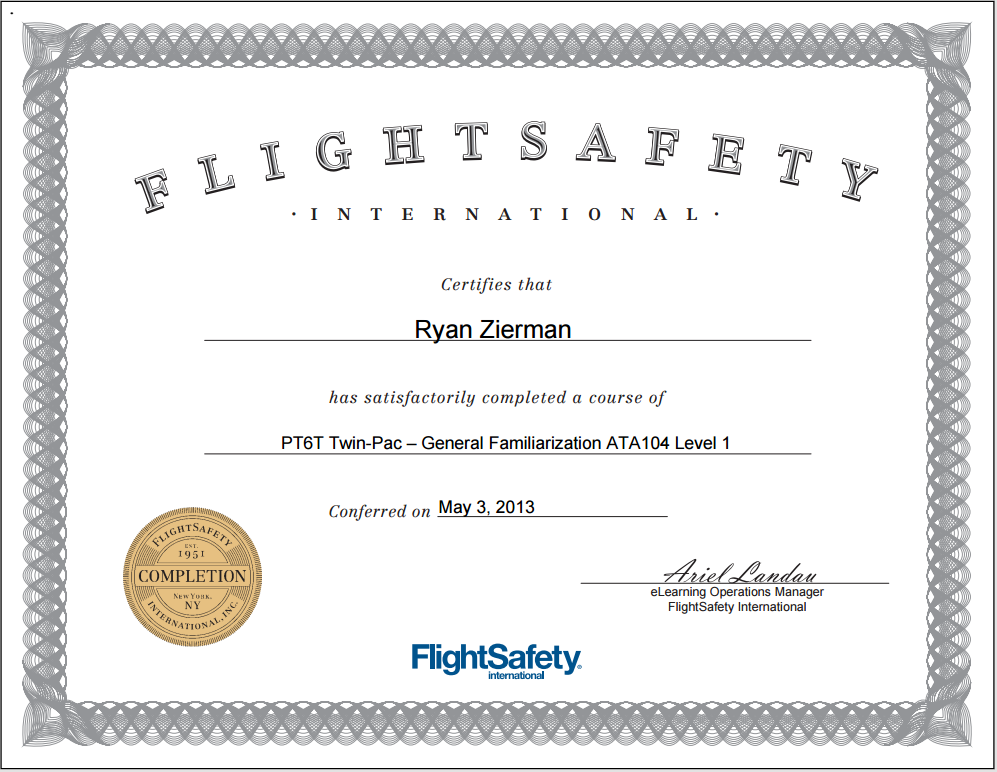 FLIGHTSAFETY
· INTERNATIONAL ·
Certifies that
Ryan Zierman
has satisfactorily completed a course of
PT6T Twin-Pac – General Familiarization ATA104 Level 1
Conferred on May 3, 2013
FLIGHTSAFETY
EST.
1951
COMPLETION
NEW YORK,
NY
INTERNATIONAL, INC.
Ariel Landau
eLearning Operations Manager
FlightSafety International
FlightSafety®
international